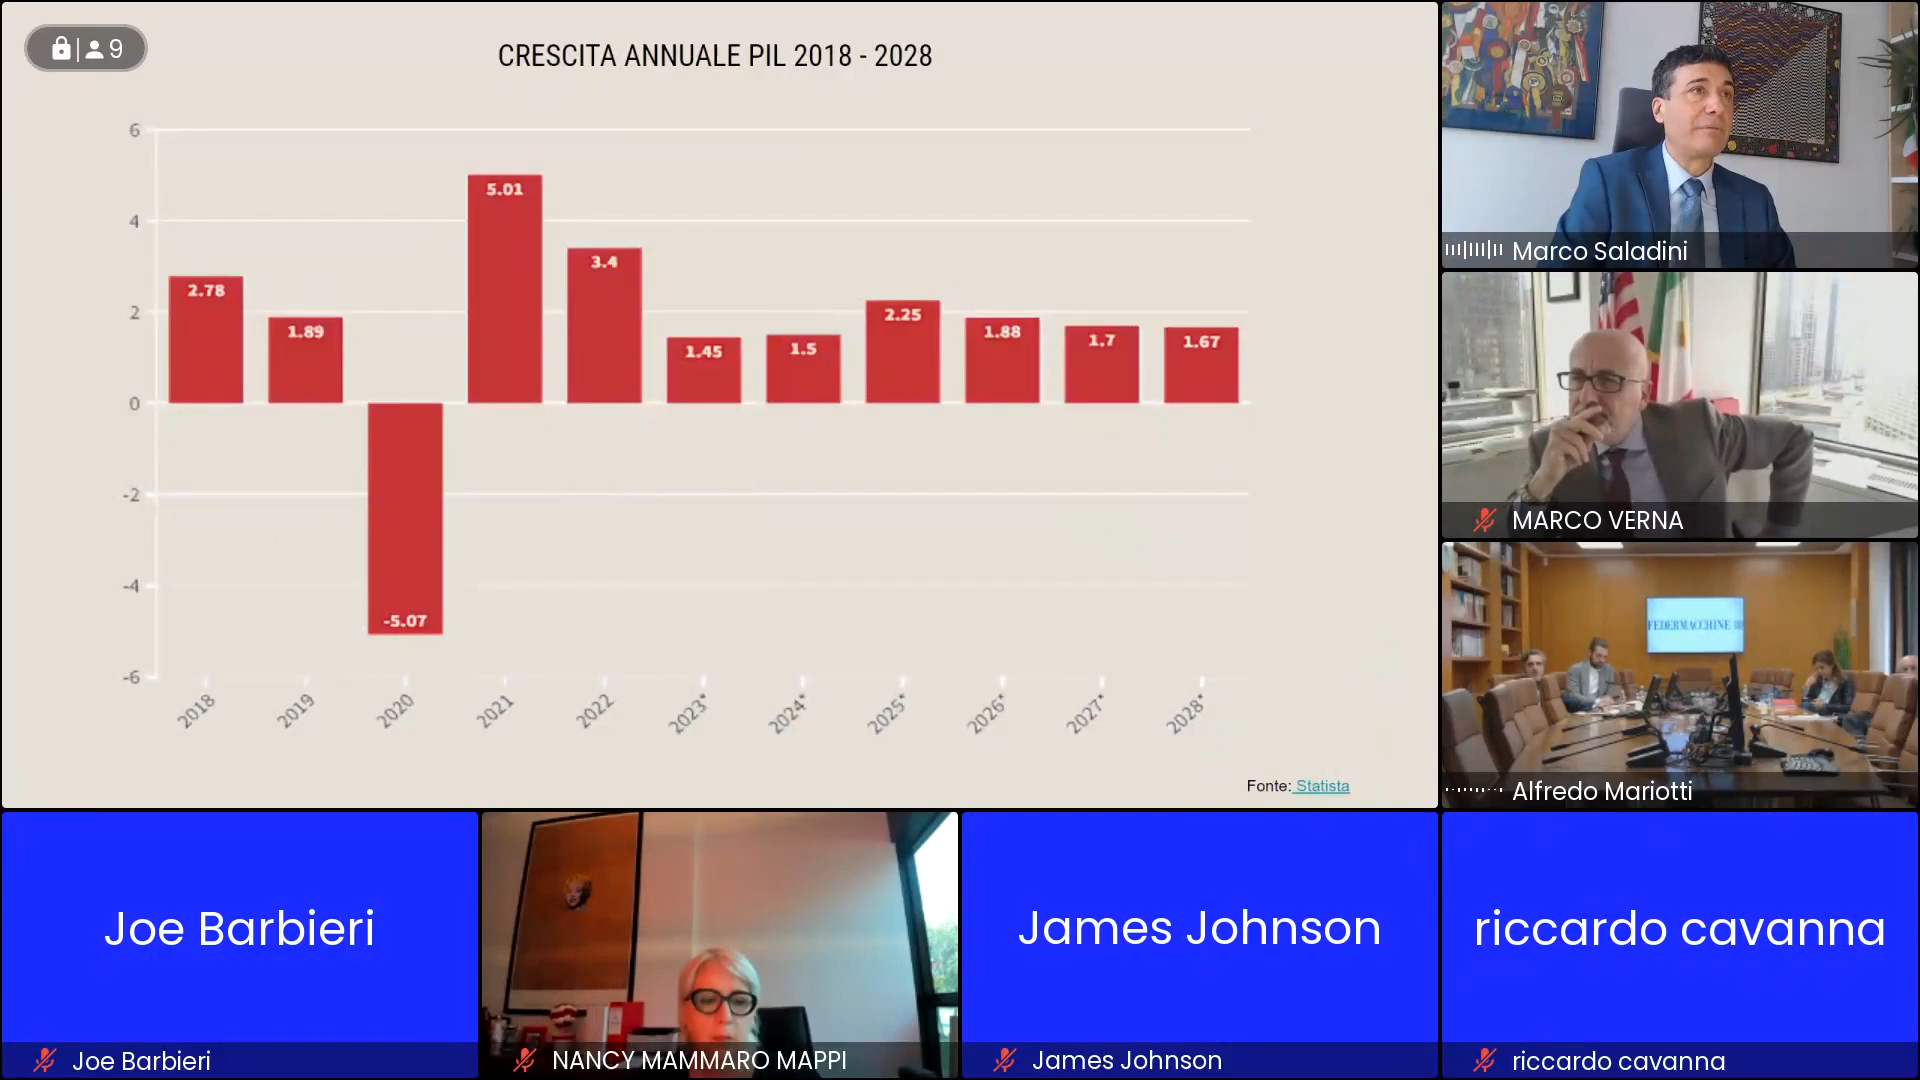 9
CRESCITA ANNUALE PIL 2018 - 2028
6
4
2
0
-2
-4
-6
2.78
1.89
-5.07
5.01
3.4
1.45
1.5
2.25
1.88
1.7
1.67
2018
2019
2020
2021
2022
2023*
2024*
2025*
2026*
2027*
2028*
Fonte: Statista
Marco Saladini
MARCO VERNA
FEDERMACCHINE
Alfredo Mariotti
Joe Barbieri
Joe Barbieri
NANCY MAMMARO MAPPI
James Johnson
James Johnson
riccardo cavanna
riccardo cavanna